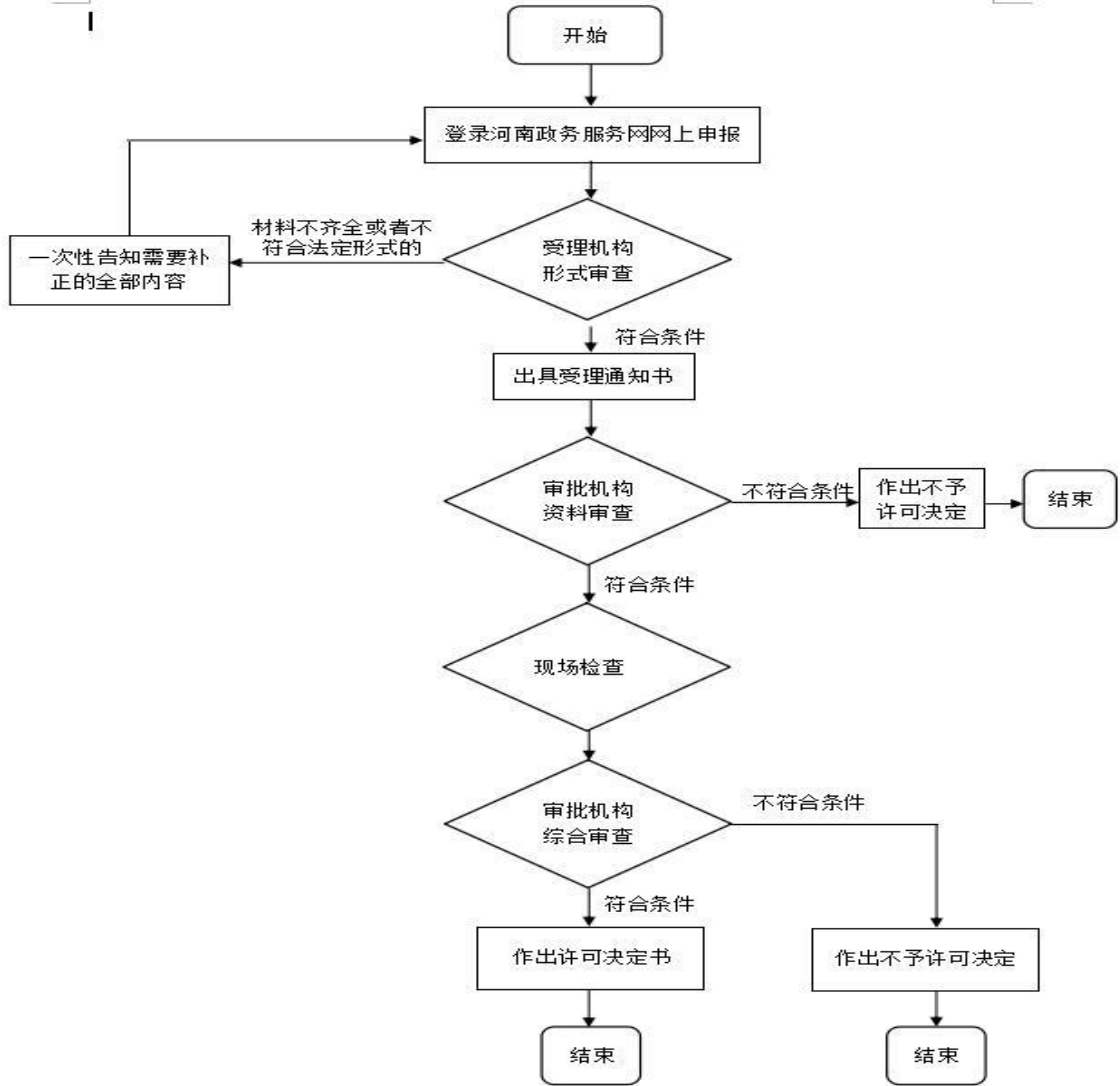 开始
登录河南政务服务网网上申报
材料不齐全或者不
符合法定形式的
一次性告知需要补
正的全部内容
受理机构
形式审查
符合条件
出具受理通知书
审批机构
资料审查
不符合条件
作出不予
许可决定
结束
符合条件
现场检查
审批机构
综合审查
不符合条件
符合条件
作出许可决定书
作出不予许可决定
结束
结束